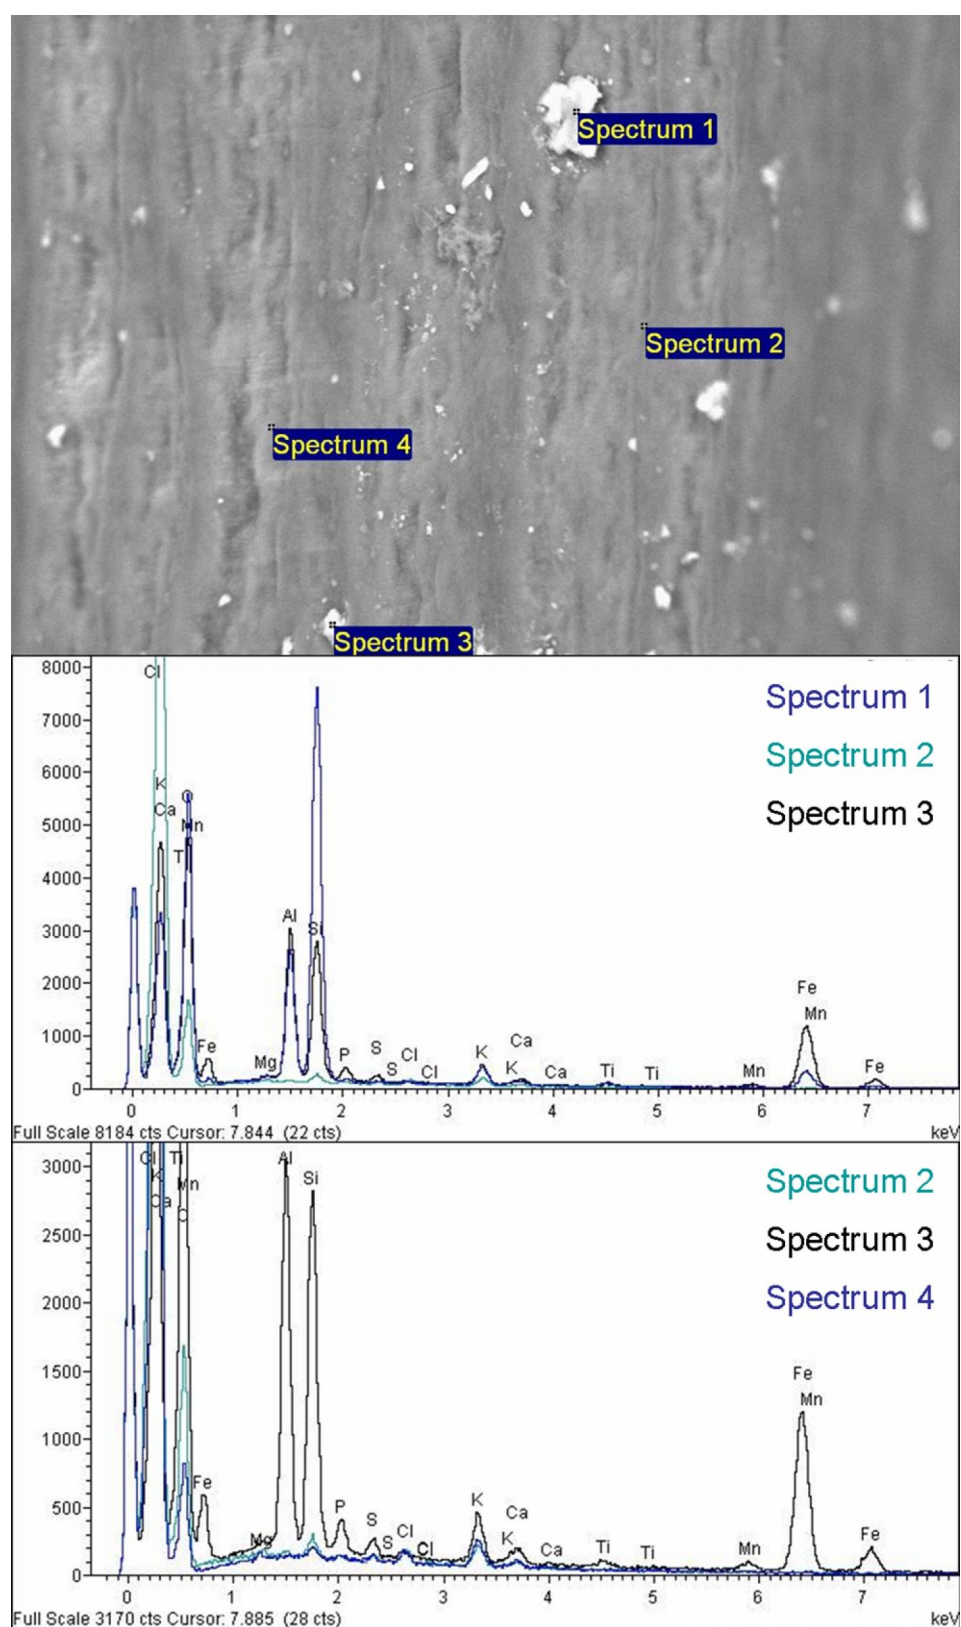 Spectrum 1
Spectrum 2
Spectrum 4
Spectrum 3
8000
7000
6000
5000
4000
3000
2000
1000
0
Cl
K
Ca
O
Mn
T
Fe
Mg
Al
Si
P
S
S
Cl
Cl
K
K
Ca
Ca
Ti
Ti
Mn
Fe
Mn
Fe
Spectrum 1
Spectrum 2
Spectrum 3
0 1 2 3 4 5 6 7
Full Scale 8184 cts Cursor: 7.844 (22 cts) keV
3000
2500
2000
1500
1000
500
0
Cl
K
Ca
Ti
Mn
O
Fe
Mg
Al
Si
P
S
S
Cl
Cl
K
K
Ca
Ca
Ti
Ti
Mn
Fe
Mn
Fe
Spectrum 2
Spectrum 3
Spectrum 4
0 1 2 3 4 5 6 7
Full Scale 3170 cts Cursor: 7.885 (28 cts) keV